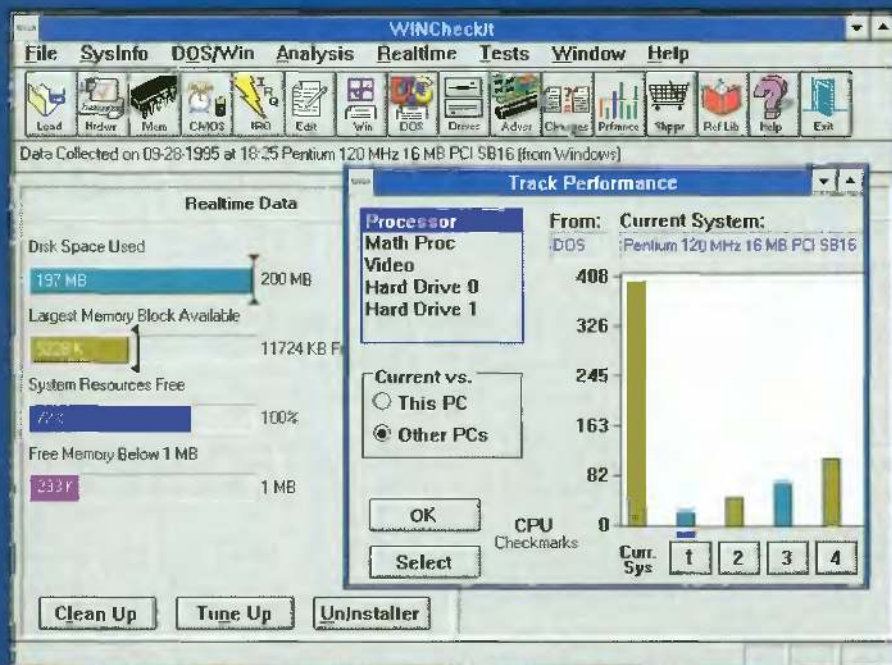 WINCheckIt
File SysInfo DOS/Win Analysis Realtime Tests Window Help
Load Hrdwr Mem CMOS IRQ Edit Win DOS Driver Advsr Changes Prfmnce Shppr Ref Lib Help Exit
Data Collected on 09-28-1995 at 18:25 Pentium 120 MHz 16 MB PCI SB16 (from Windows)
Realtime Data
Disk Space Used
197 MB
200 MB
Largest Memory Block Available
5228 K
11724 KB
System Resources Free
72%
100%
Free Memory Below 1 MB
293 K
1 MB
Clean Up Tune Up UnInstaller
Track Performance
Processor
Math Proc
Video
Hard Drive 0
Hard Drive 1
Current vs.
This PC
Other PCs
OK
Select
From: Current System:
DOS Pentium 120 MHz 16 MB PCI SB16
408
326
245
163
82
0
CPU
Checkmarks
Curr. Sys 1 2 3 4